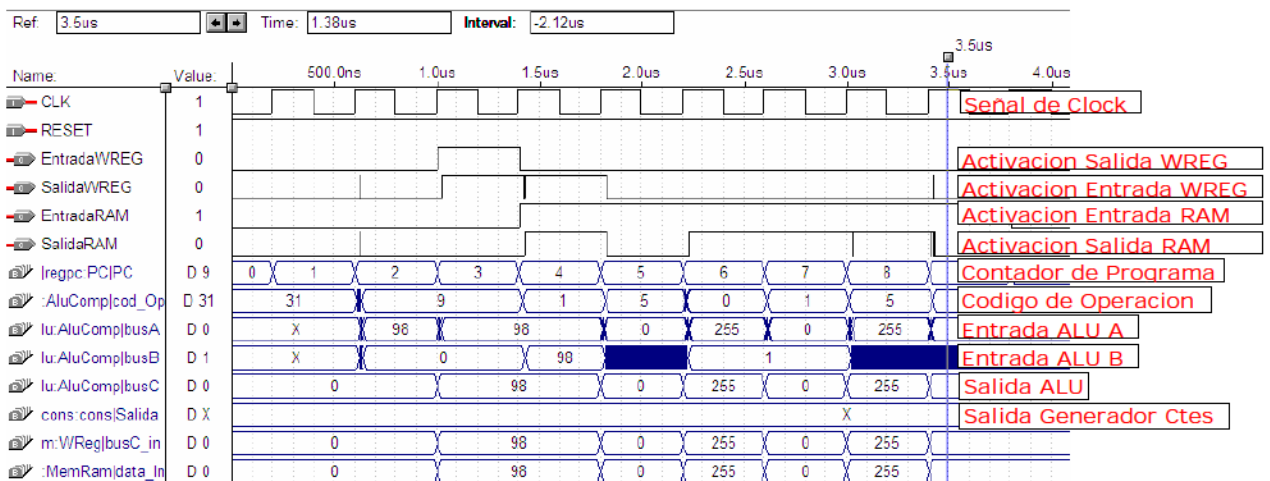 Ref: 3.5us Time: 1.38us Interval: -2.12us
3.5us
Name: Value: 500.0ns 1.0us 1.5us 2.0us 2.5us 3.0us 3.5us 4.0us
CLK 1 Señal de Clock
RESET 1
EntradaWREG 0 Activacion Salida WREG
SalidaWREG 0 Activacion Entrada WREG
EntradaRAM 1 Activacion Entrada RAM
SalidaRAM 0 Activacion Salida RAM
|regpc:PC|PC D 9 0 1 2 3 4 5 6 7 8 Contador de Programa
:AluComp|cod_Op D 31 31 9 1 5 0 1 5 Codigo de Operacion
lu:AluComp|busA D 0 X 98 98 0 255 0 255 Entrada ALU A
lu:AluComp|busB D 1 X 0 98 1 Entrada ALU B
lu:AluComp|busC D 0 0 98 0 255 0 255 Salida ALU
cons:cons|Salida D X X Salida Generador Ctes
m:WReg|busC_in D 0 0 98 0 255 0 255
:MemRam|data_In D 0 0 98 0 255 0 255